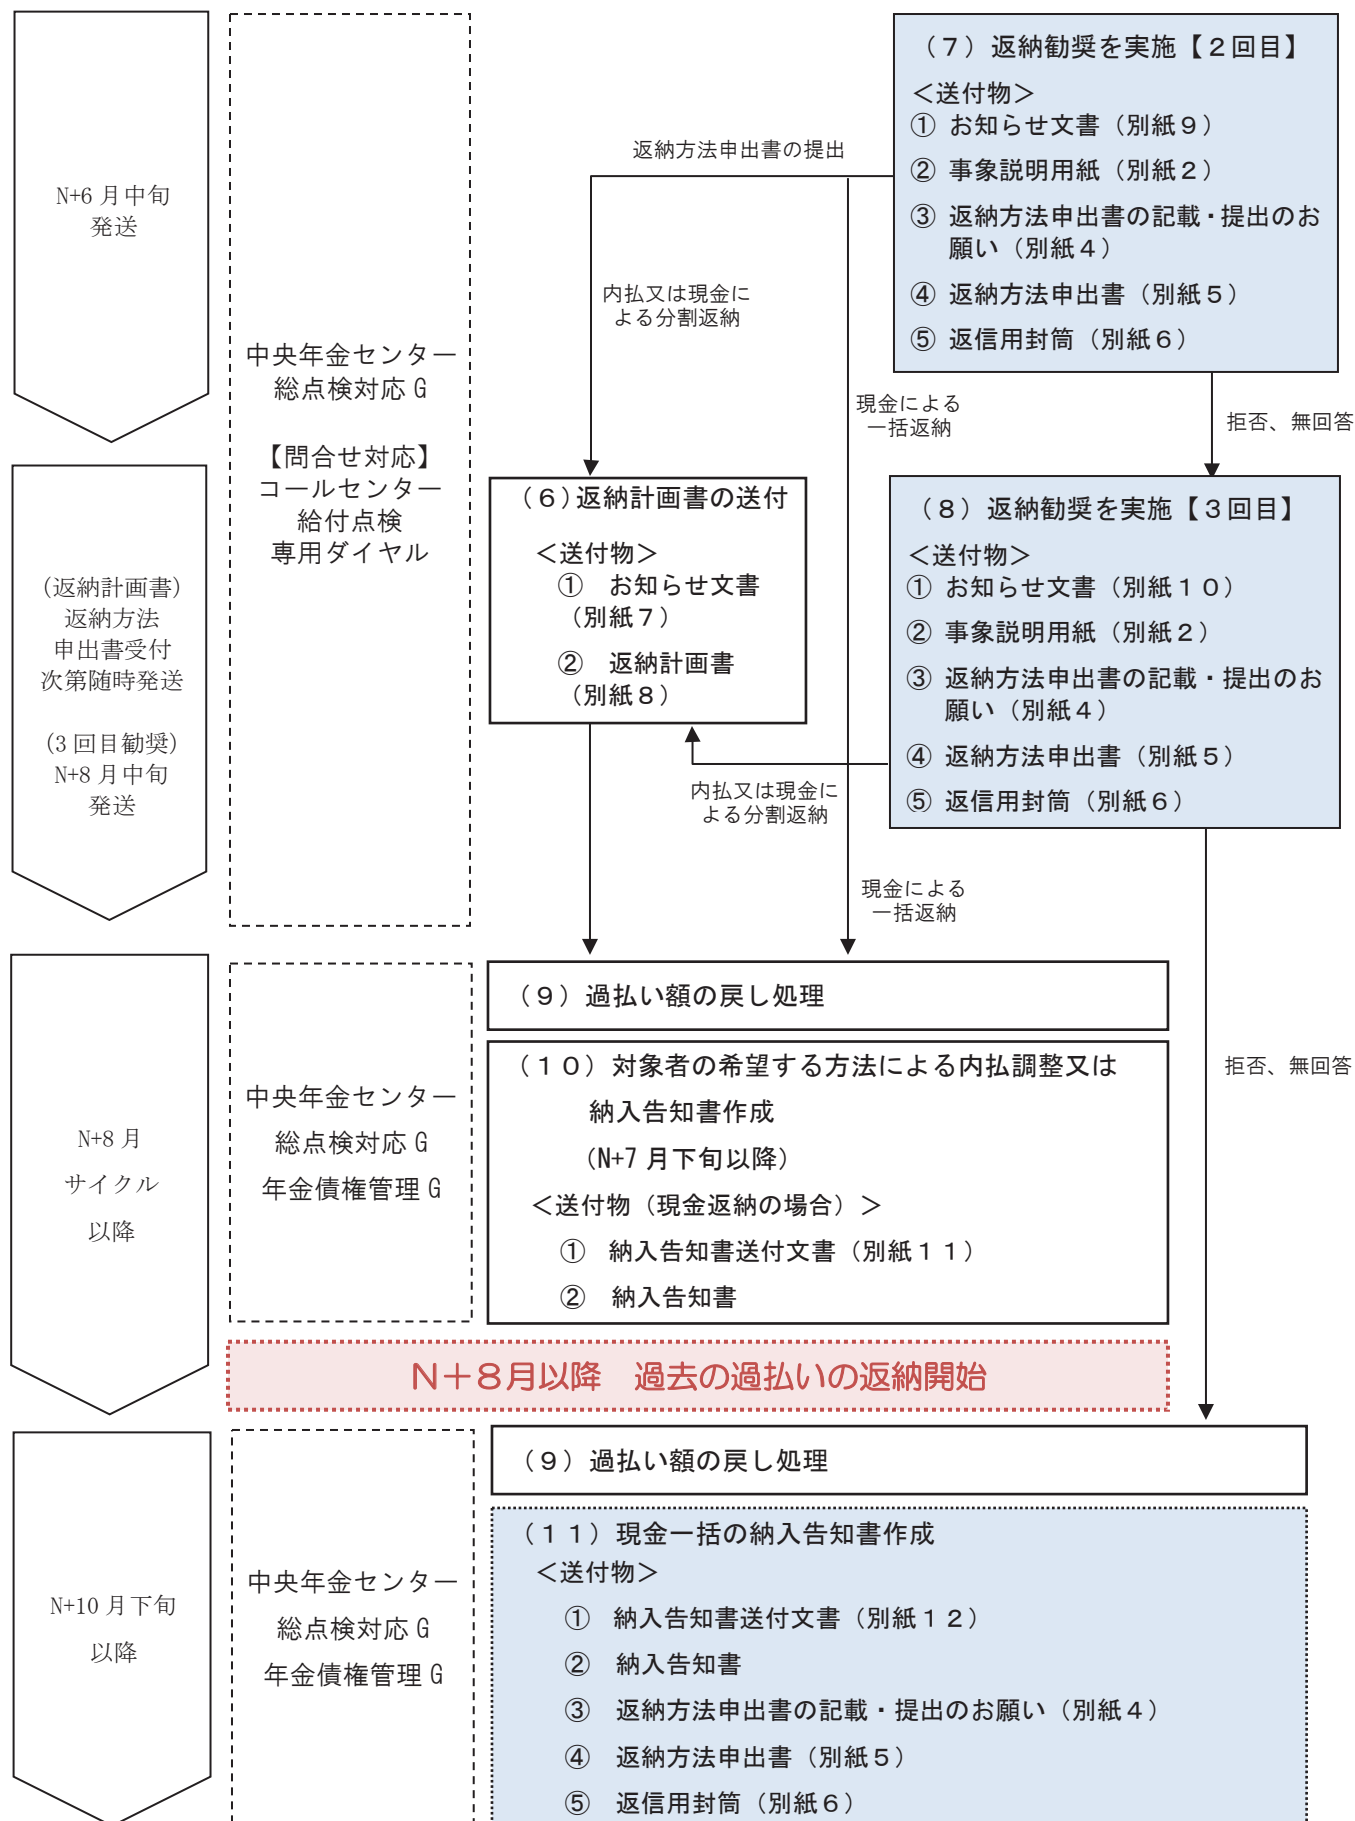 N+6 月中旬
発送
(返納計画書)
返納方法
申出書受付
次第随時発送
(3 回目勧奨)
N+8 月中旬
発送
N+8 月
サイクル
以降
N+10 月下旬
以降
中央年金センター
総点検対応 G
【問合せ対応】
コールセンター
給付点検
専用ダイヤル
中央年金センター
総点検対応 G
年金債権管理 G
中央年金センター
総点検対応 G
年金債権管理 G
（７）返納勧奨を実施【２回目】
＜送付物＞
① お知らせ文書（別紙９）
② 事象説明用紙（別紙２）
③ 返納方法申出書の記載・提出のお
願い（別紙４）
④ 返納方法申出書（別紙５）
⑤ 返信用封筒（別紙６）
返納方法申出書の提出
内払又は現金に
よる分割返納
現金による
一括返納
拒否、無回答
（６）返納計画書の送付
＜送付物＞
① お知らせ文書
（別紙７）
② 返納計画書
（別紙８）
（８）返納勧奨を実施【３回目】
＜送付物＞
① お知らせ文書（別紙１０）
② 事象説明用紙（別紙２）
③ 返納方法申出書の記載・提出のお
願い（別紙４）
④ 返納方法申出書（別紙５）
⑤ 返信用封筒（別紙６）
内払又は現金に
よる分割返納
現金による
一括返納
拒否、無回答
（９）過払い額の戻し処理
（１０）対象者の希望する方法による内払調整又は
納入告知書作成
（N+7 月下旬以降）
＜送付物（現金返納の場合）＞
① 納入告知書送付文書（別紙１１）
② 納入告知書
Ｎ＋８月以降　過去の過払いの返納開始
（９）過払い額の戻し処理
（１１）現金一括の納入告知書作成
＜送付物＞
① 納入告知書送付文書（別紙１２）
② 納入告知書
③ 返納方法申出書の記載・提出のお願い（別紙４）
④ 返納方法申出書（別紙５）
⑤ 返信用封筒（別紙６）